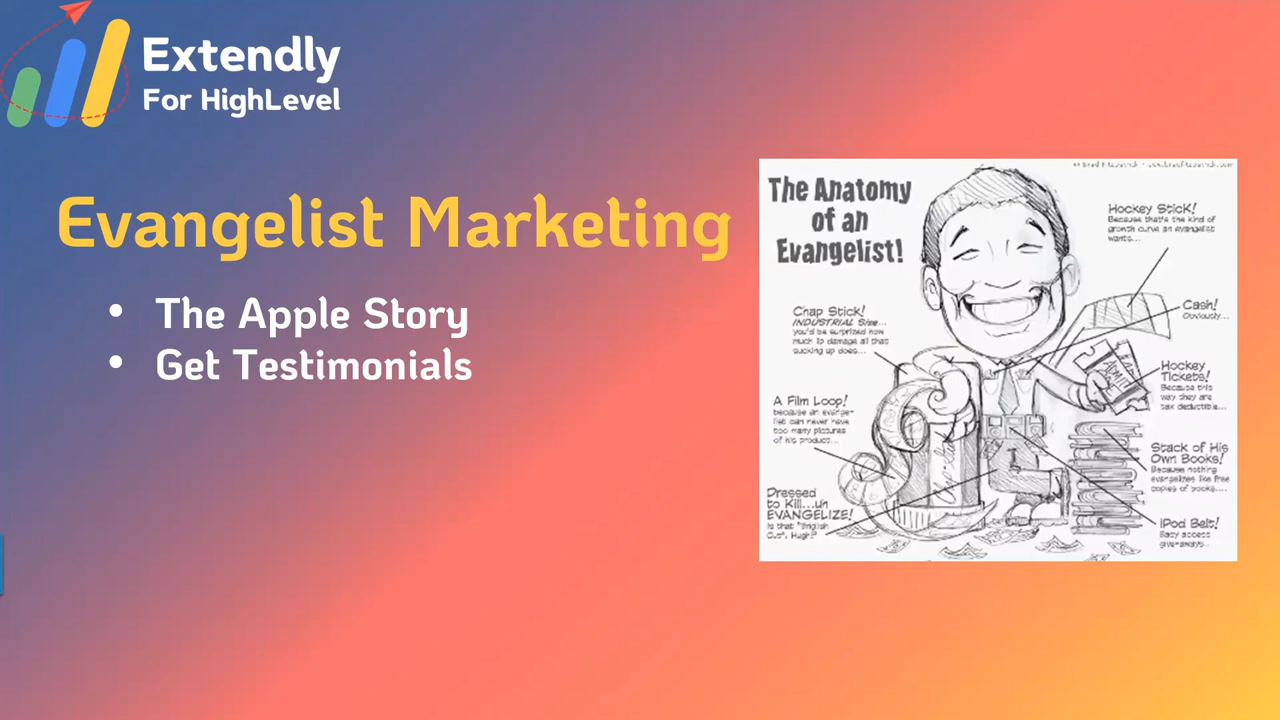 Extendly
For HighLevel
Evangelist Marketing
• The Apple Story
• Get Testimonials
The Anatomy
of an
Evangelist!
Hockey Stick!
Because that's the kind of
growth curve an evangelist
wants...
Cash!
Obviously...
Chap Stick!
INDUSTRIAL Size...
you'd be surprized how
much lip damage all that
sucking up does...
Hockey
Tickets!
Because this
way they are
tax deductible...
A Film Loop!
because an evange-
list can never have
too many pictures
of his product...
ADMIT
Stack of His
Own Books!
Because nothing
evangelizes like free
copies of books....
Dressed
to Kill...uh
EVANGELIZE!
Is that "English
Cut", Hugh?
iPod Belt!
Easy access
give-aways..